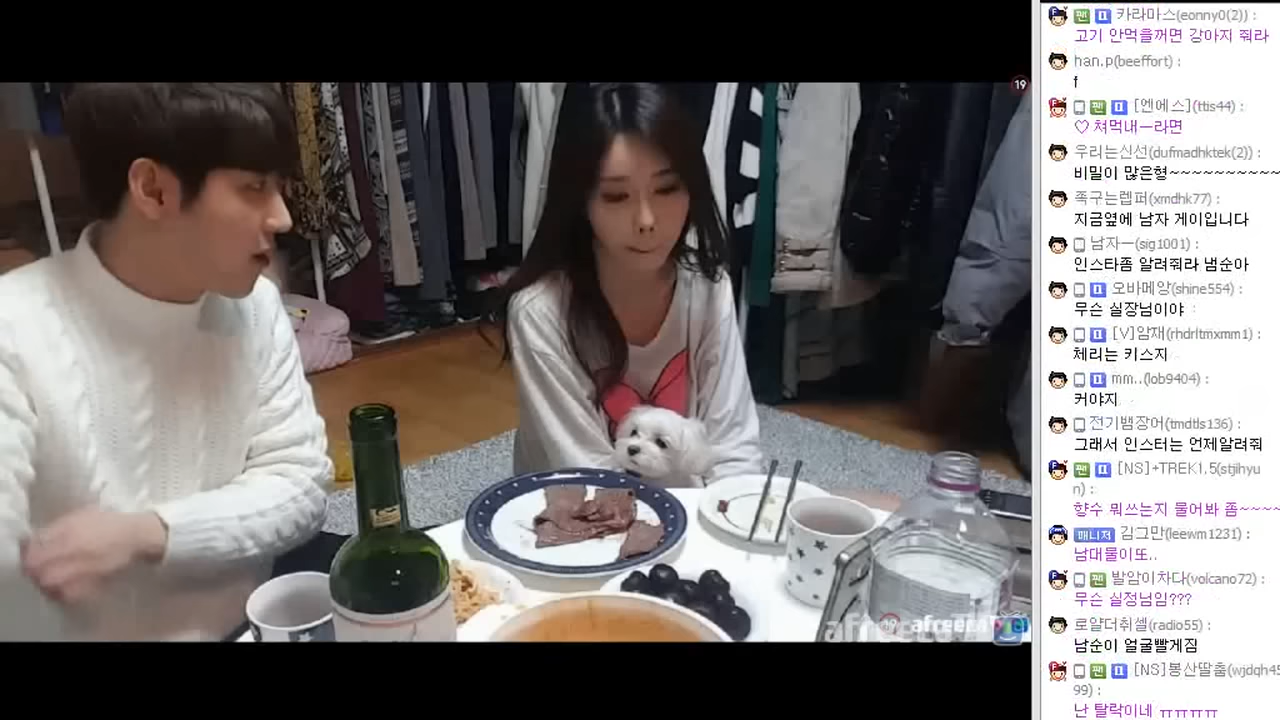 19
팬 카라마스(eonny0(2)) :
고기 안먹을꺼면 강아지 줘라
han.p(beeffort) :
f
팬 [엔에스](ttis44) :
♡ 쳐먹내ㅡ라면
우리는신선(dufmadhktek(2)) :
비밀이 많은형~~~~~~~~~~
족구는렙퍼(xmdhk77) :
지금옆에 남자 게이입니다
남자ㅡ(sig1001) :
인스타좀 알려줘라 범순아
오바메양(shine554) :
무슨 실장님이야
[V]암재(rhdrltmxmm1) :
체리는 키스지
mm..(lob9404) :
커야지
전기뱀장어(tmdtls136) :
그래서 인스터는 언제알려줘
팬 [NS]+TREK1.5(stjihyu
n) :
향수 뭐쓰는지 물어봐 좀~~~~
매니저 김그만(leewm1231) :
남대물이또..
팬 발암이차다(volcano72) :
무슨 실정님임???
로얄더취셀(radio55) :
남순이 얼굴빨게짐
팬 [NS]봉산딸춤(wjdqh45
99) :
난 탈락이네 ㅠㅠㅠㅠ
afreecaTV